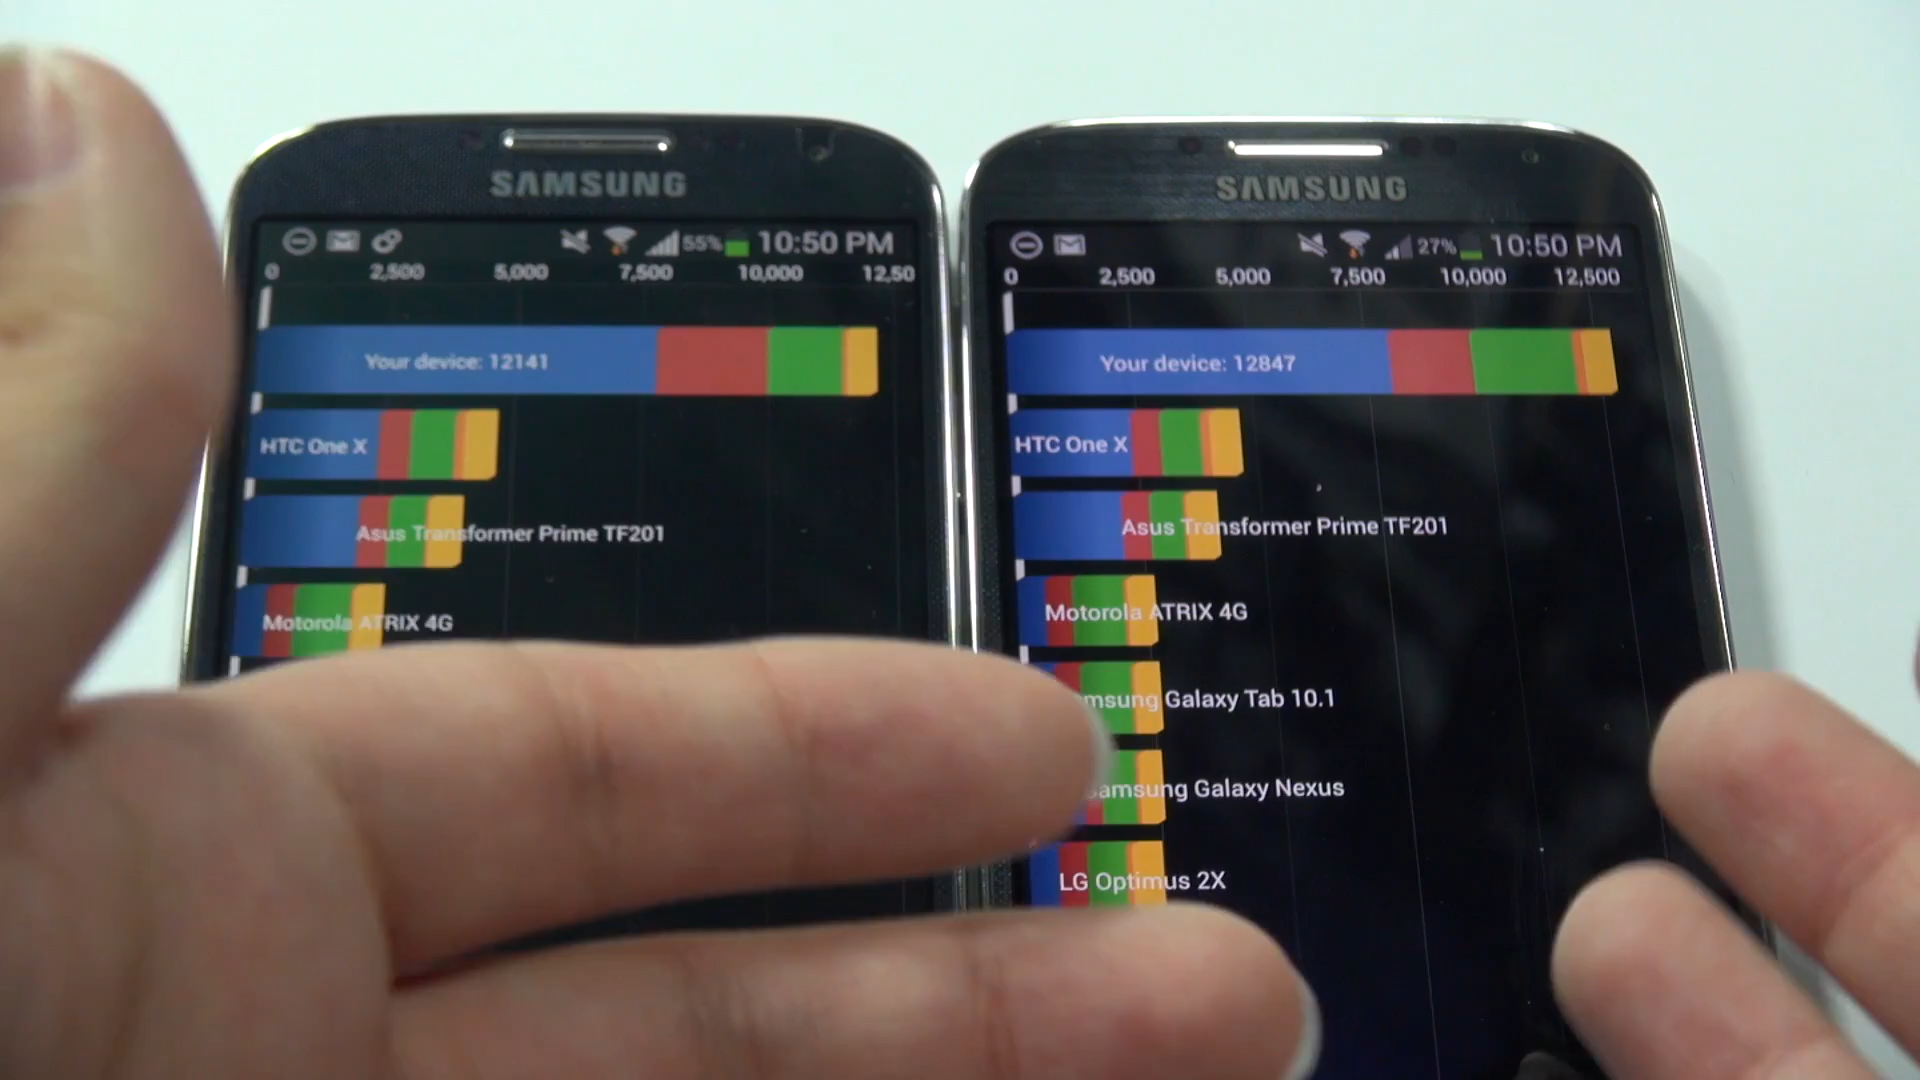 SAMSUNG
55% 10:50 PM
0 2,500 5,000 7,500 10,000 12,50
Your device: 12141
HTC One X
Asus Transformer Prime TF201
Motorola ATRIX 4G
SAMSUNG
27% 10:50 PM
0 2,500 5,000 7,500 10,000 12,500
Your device: 12847
HTC One X
Asus Transformer Prime TF201
Motorola ATRIX 4G
msung Galaxy Tab 10.1
amsung Galaxy Nexus
LG Optimus 2X